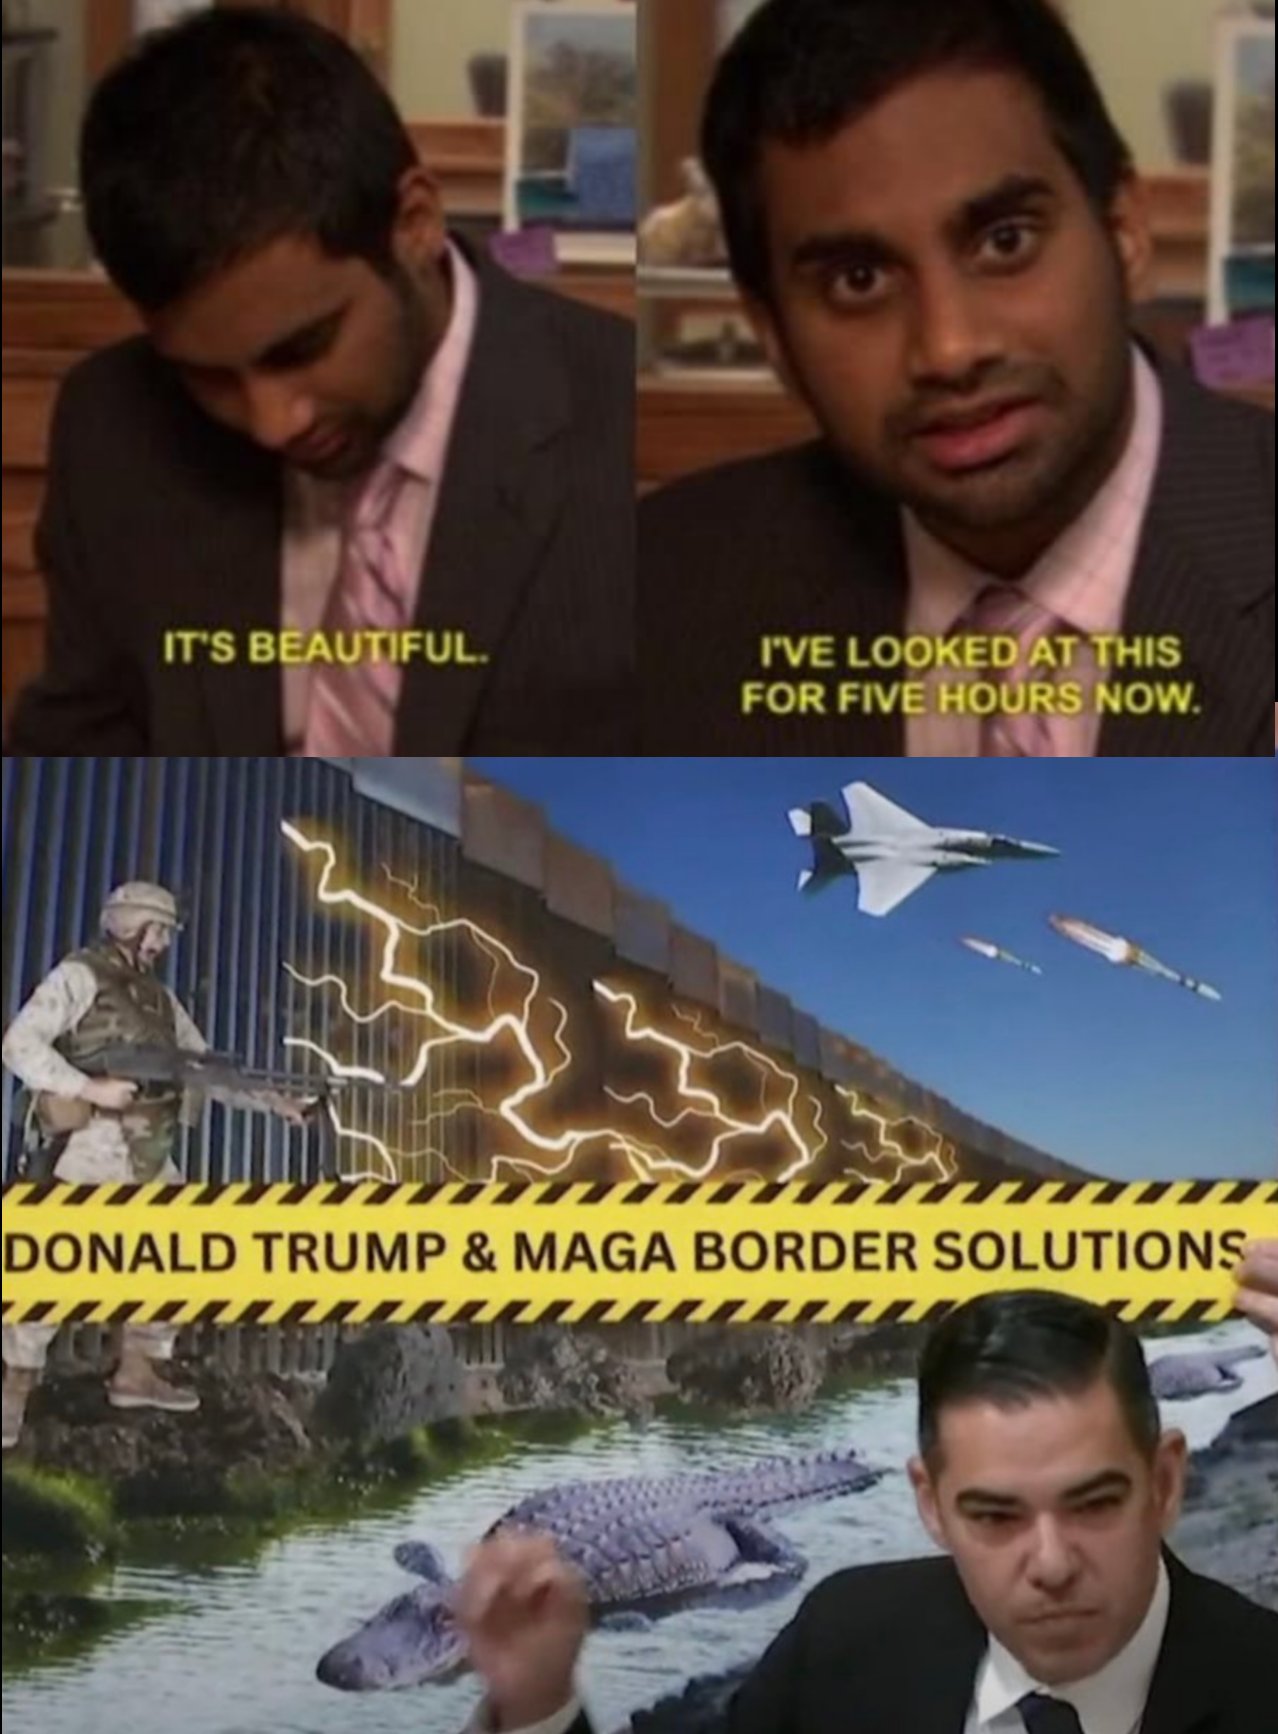 IT'S BEAUTIFUL.
I'VE LOOKED AT THIS
FOR FIVE HOURS NOW.
DONALD TRUMP & MAGA BORDER SOLUTIONS